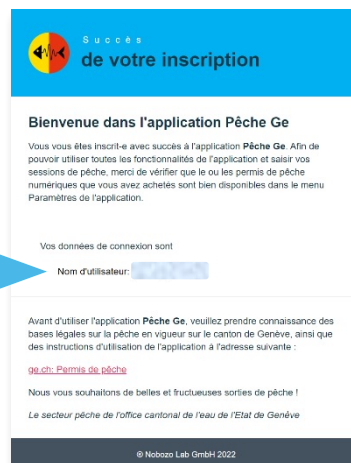 Succès
de votre inscription
Bienvenue dans l'application Pêche Ge
Vous vous êtes inscrit-e avec succès à l'application Pêche Ge. Afin de
pouvoir utiliser toutes les fonctionnalités de l'application et saisir vos
sessions de pêche, merci de vérifier que le ou les permis de pêche
numériques que vous avez achetés sont bien disponibles dans le menu
Paramètres de l'application.
Vos données de connexion sont
Nom d'utilisateur:
Avant d'utiliser l'application Pêche Ge, veuillez prendre connaissance des
bases légales sur la pêche en vigueur sur le canton de Genève, ainsi que
des instructions d'utilisation de l'application à l'adresse suivante :
ge.ch: Permis de pêche
Nous vous souhaitons de belles et fructueuses sorties de pêche !
Le secteur pêche de l'office cantonal de l'eau de l'Etat de Genève
© Nobozo Lab GmbH 2022